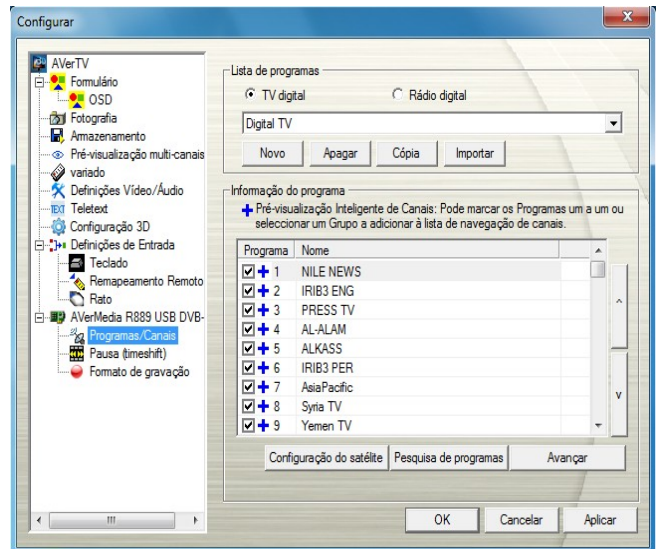 Configurar
AVerTV
Formulário
OSD
Fotografia
Armazenamento
Pré-visualização multi-canais
variado
Definições Vídeo/Áudio
TEXT Teletext
Configuração 3D
Definições de Entrada
Teclado
Remapeamento Remoto
Rato
AVerMedia R889 USB DVB-
Programas/Canais
Pausa (timeshift)
Formato de gravação
Lista de programas
TV digital Rádio digital
Digital TV
Novo Apagar Cópia Importar
Informação do programa
Pré-visualização Inteligente de Canais: Pode marcar os Programas um a um ou
seleccionar um Grupo a adicionar à lista de navegação de canais.
Programa Nome
1 NILE NEWS
2 IRIB3 ENG
3 PRESS TV
4 AL-ALAM
5 ALKASS
6 IRIB3 PER
7 AsiaPacific
8 Syria TV
9 Yemen TV
Configuração do satélite Pesquisa de programas Avançar
OK Cancelar Aplicar